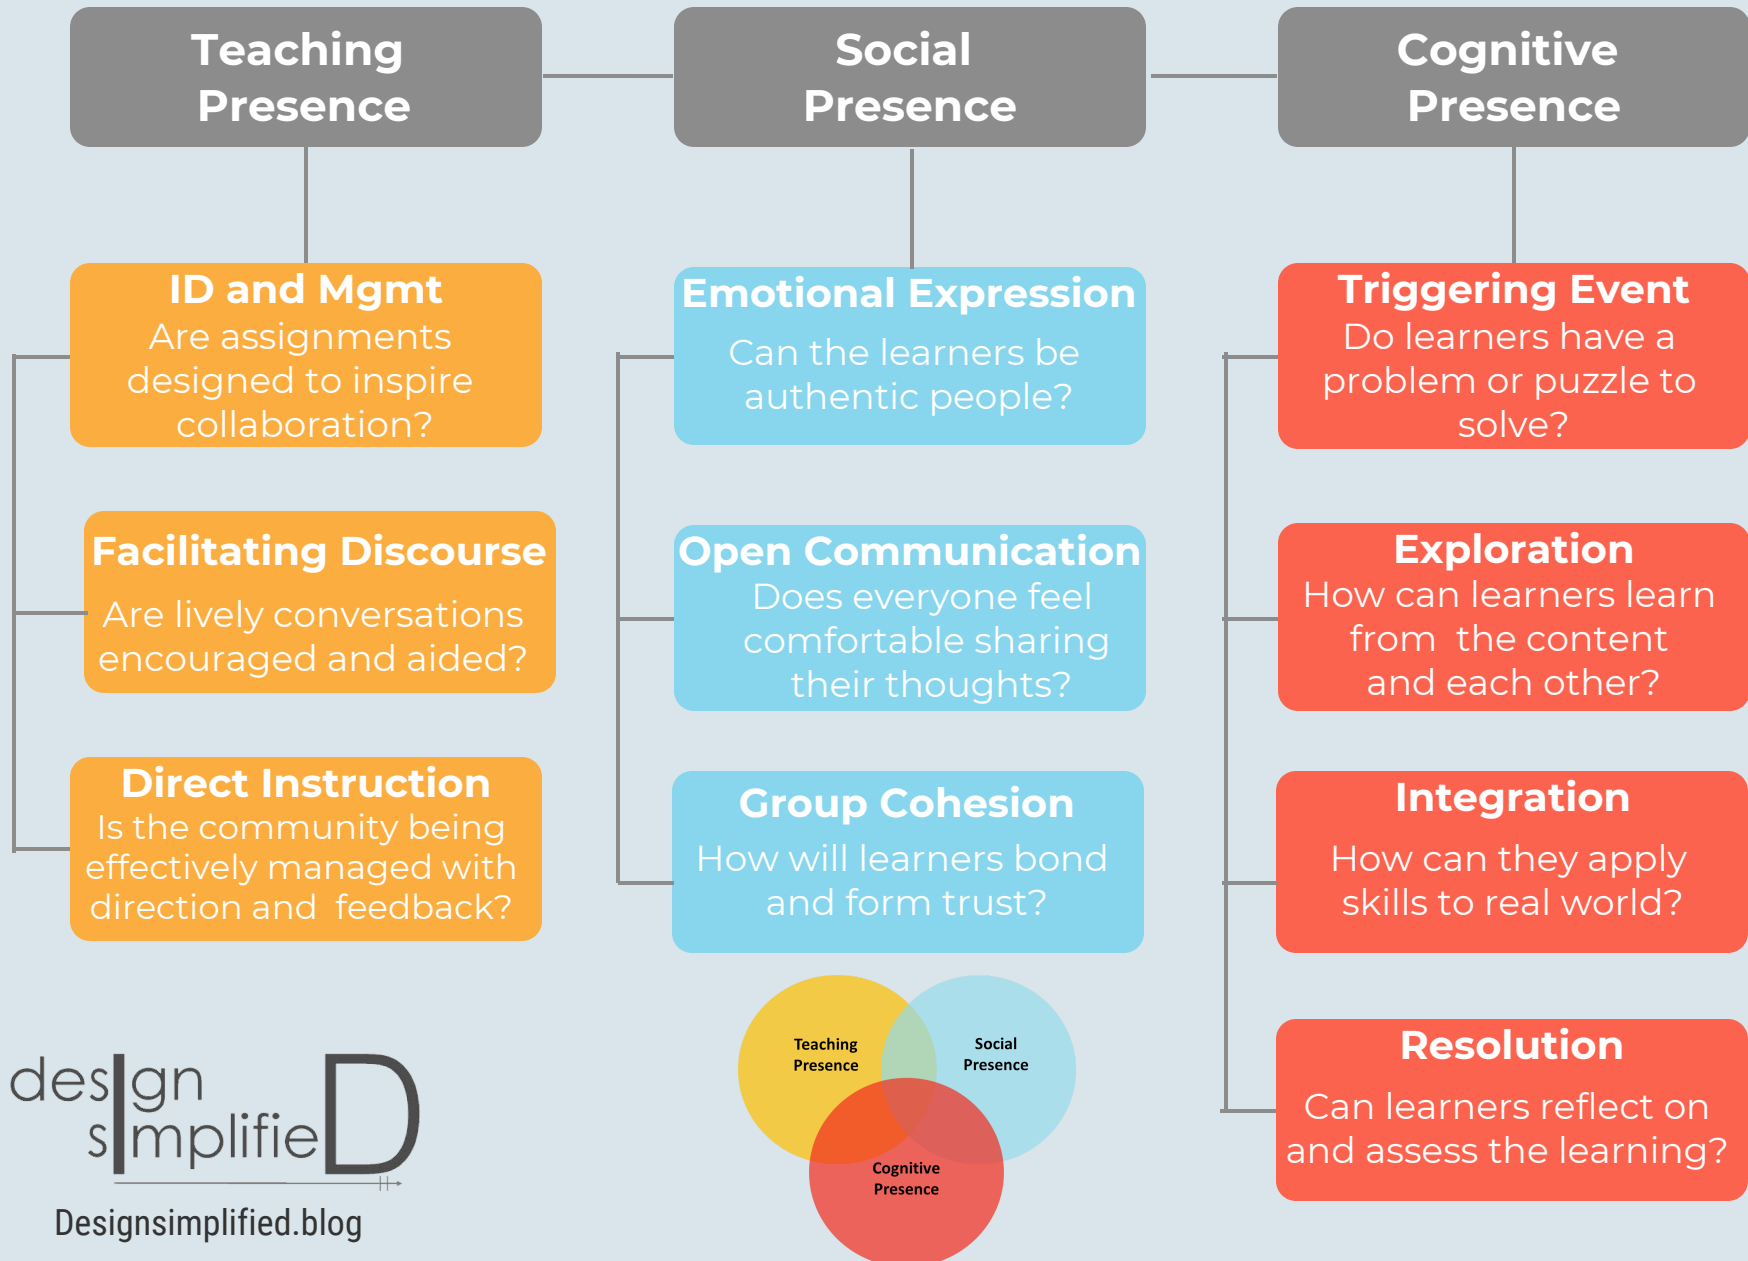 Teaching
Presence
Social
Presence
Cognitive
Presence
ID and Mgmt
Are assignments
designed to inspire
collaboration?
Facilitating Discourse
Are lively conversations
encouraged and aided?
Direct Instruction
Is the community being
effectively managed with
direction and feedback?
Emotional Expression
Can the learners be
authentic people?
Open Communication
Does everyone feel
comfortable sharing
their thoughts?
Group Cohesion
How will learners bond
and form trust?
Triggering Event
Do learners have a
problem or puzzle to
solve?
Exploration
How can learners learn
from the content
and each other?
Integration
How can they apply
skills to real world?
Resolution
Can learners reflect on
and assess the learning?
Teaching
Presence
Social
Presence
Cognitive
Presence
desIgn
sImplifieD
Designsimplified.blog